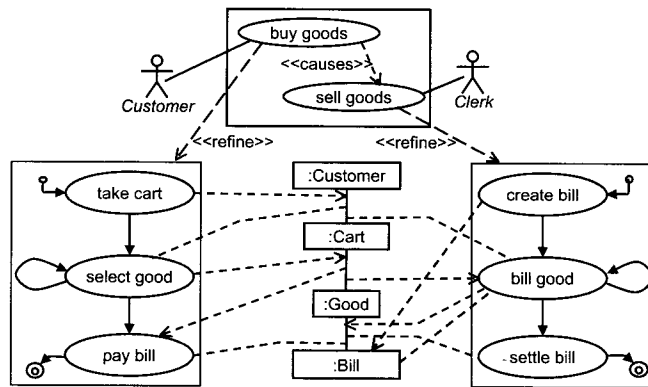 buy goods
<<causes>>
Customer
sell goods
Clerk
<<refine>>
<<refine>>
:Customer
take cart
create bill
:Cart
select good
bill good
:Good
pay bill
:Bill
settle bill